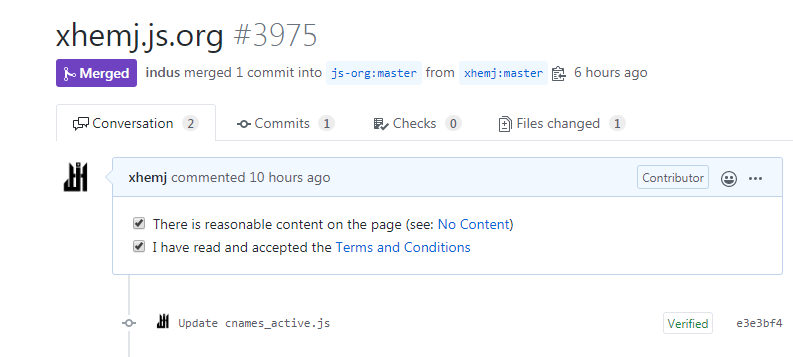 xhemj.js.org #3975
Merged indus merged 1 commit into js-org:master from xhemj:master 6 hours ago
Conversation 2 Commits 1 Checks 0 Files changed 1
xhemj commented 10 hours ago Contributor
There is reasonable content on the page (see: No Content)
I have read and accepted the Terms and Conditions
Update cnames_active.js Verified e3e3bf4